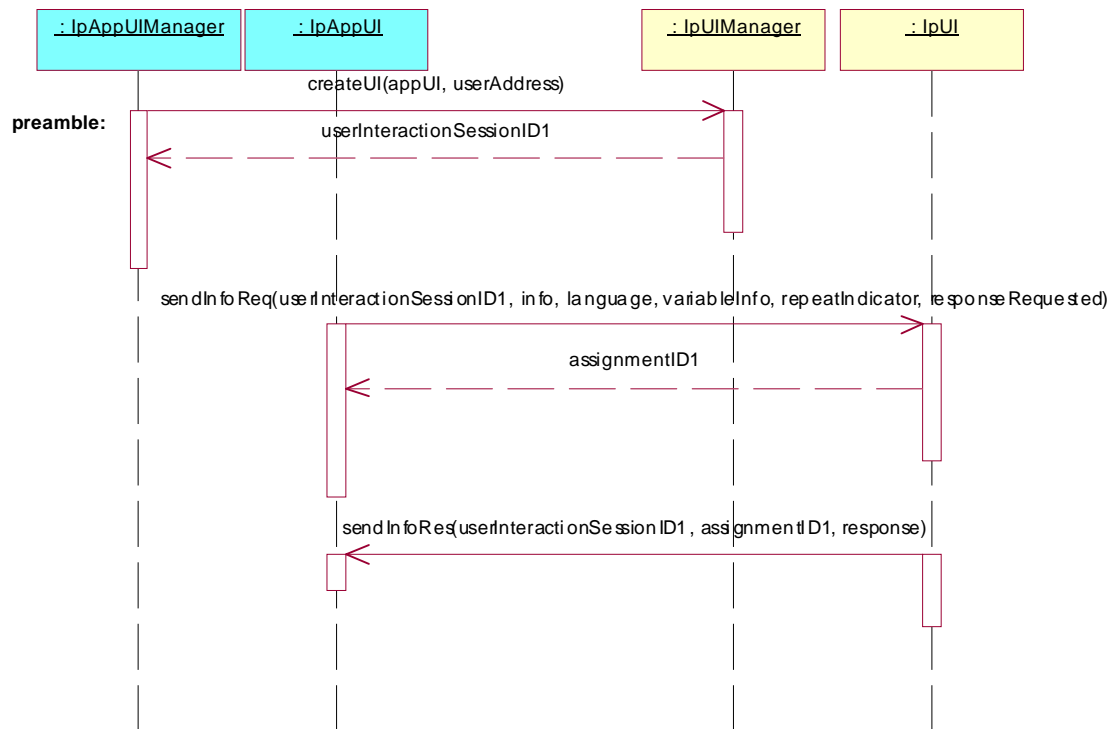 : IpAppUIManager
: IpAppUI
: IpUIManager
: IpUI
createUI(appUI, userAddress)
preamble:
userInteractionSessionID1
sendInfoReq(userInteractionSessionID1, info, language, variableInfo, repeatIndicator, responseRequested)
assignmentID1
sendInfoRes(userInteractionSessionID1, assignmentID1, response)